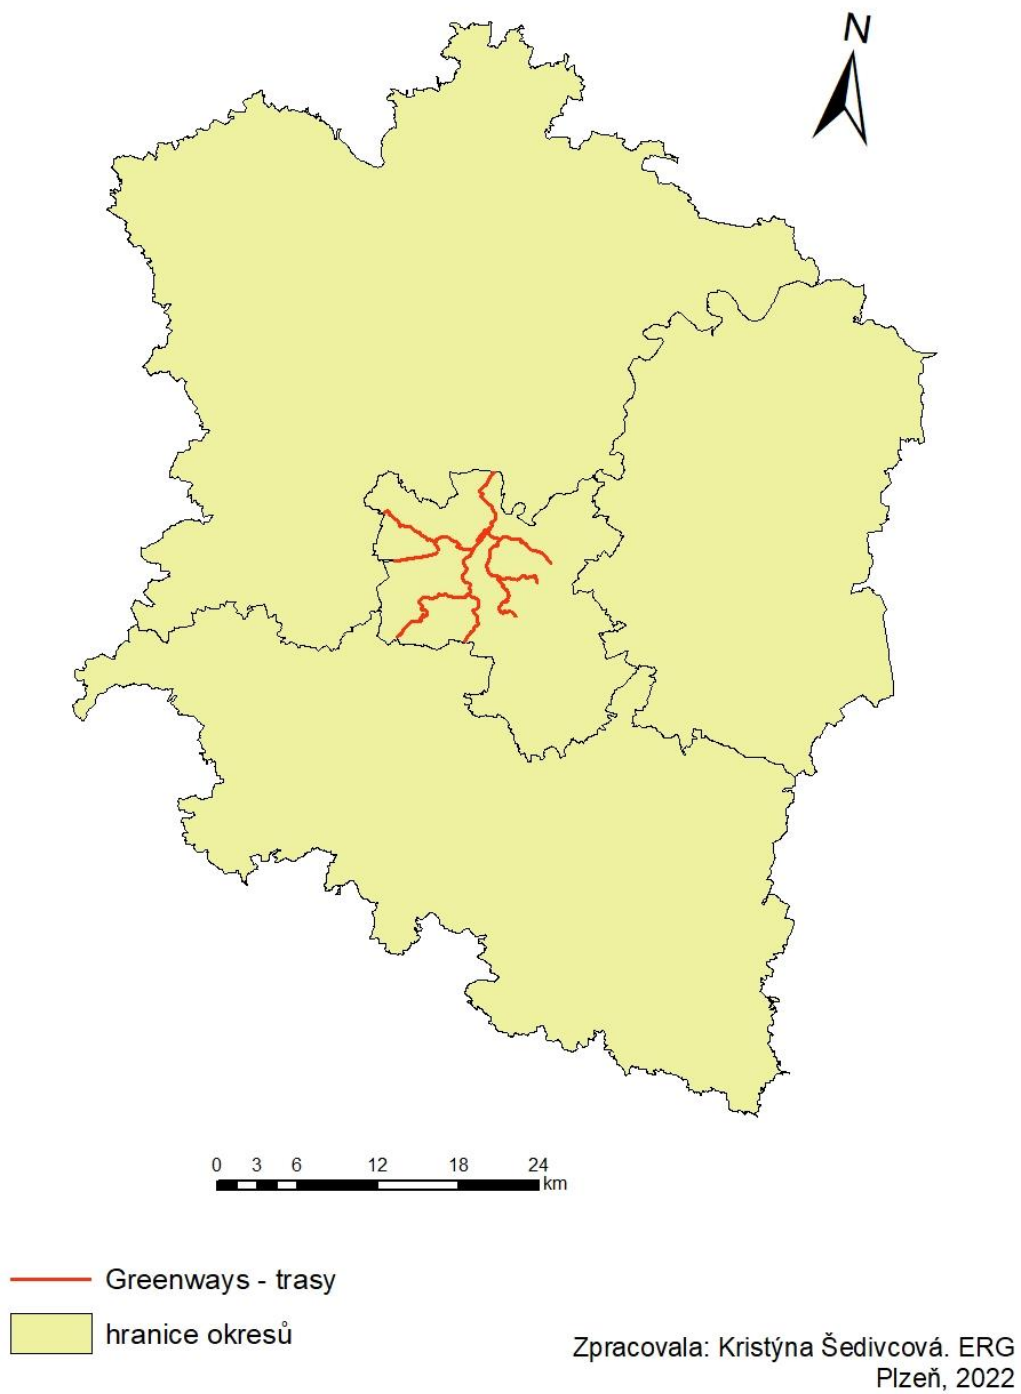 N
0 3 6 12 18 24
km
Greenways - trasy
hranice okresů
Zpracovala: Kristýna Šedivcová. ERG
Plzeň, 2022